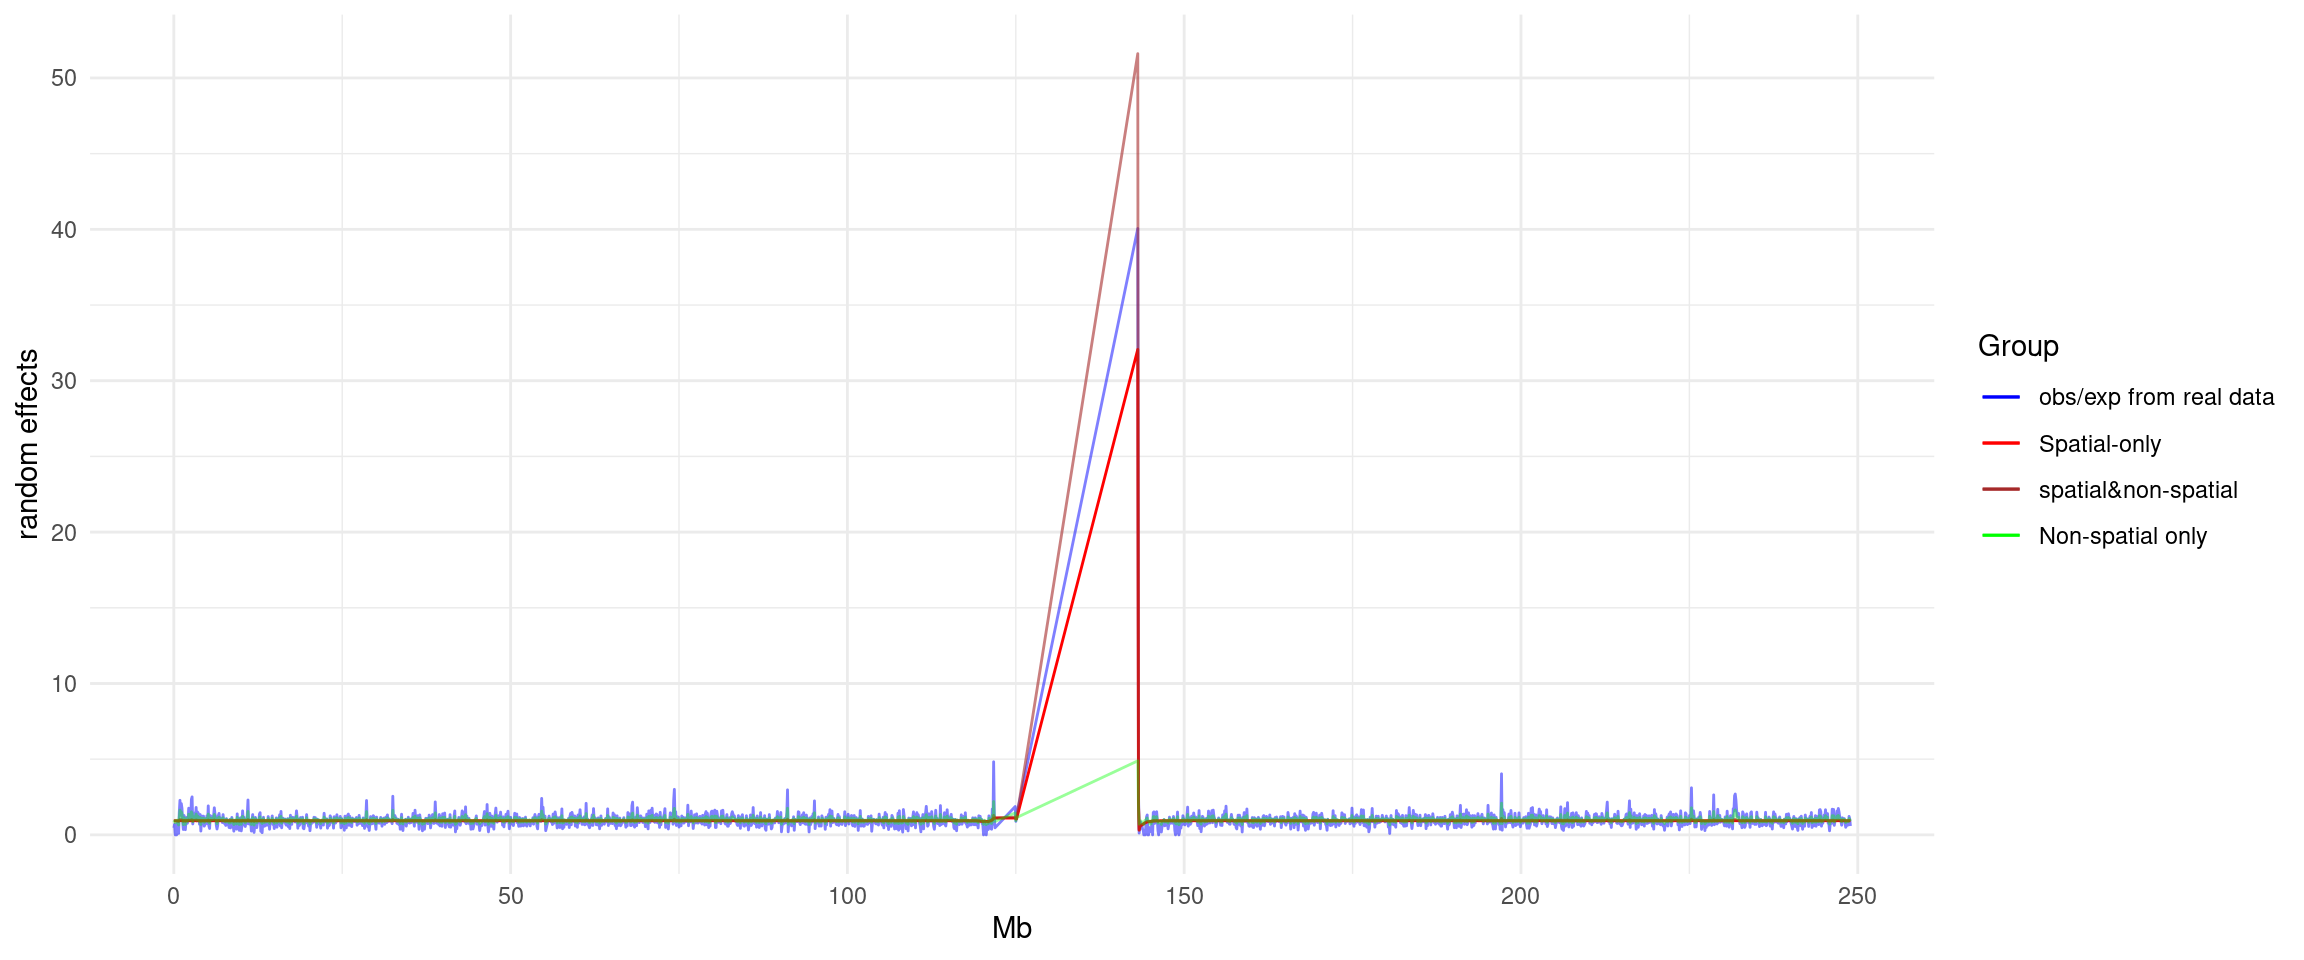 50
40
30
20
10
0
random effects
0
50
100
150
200
250
Mb
Group
obs/exp from real data
Spatial-only
spatial&non-spatial
Non-spatial only